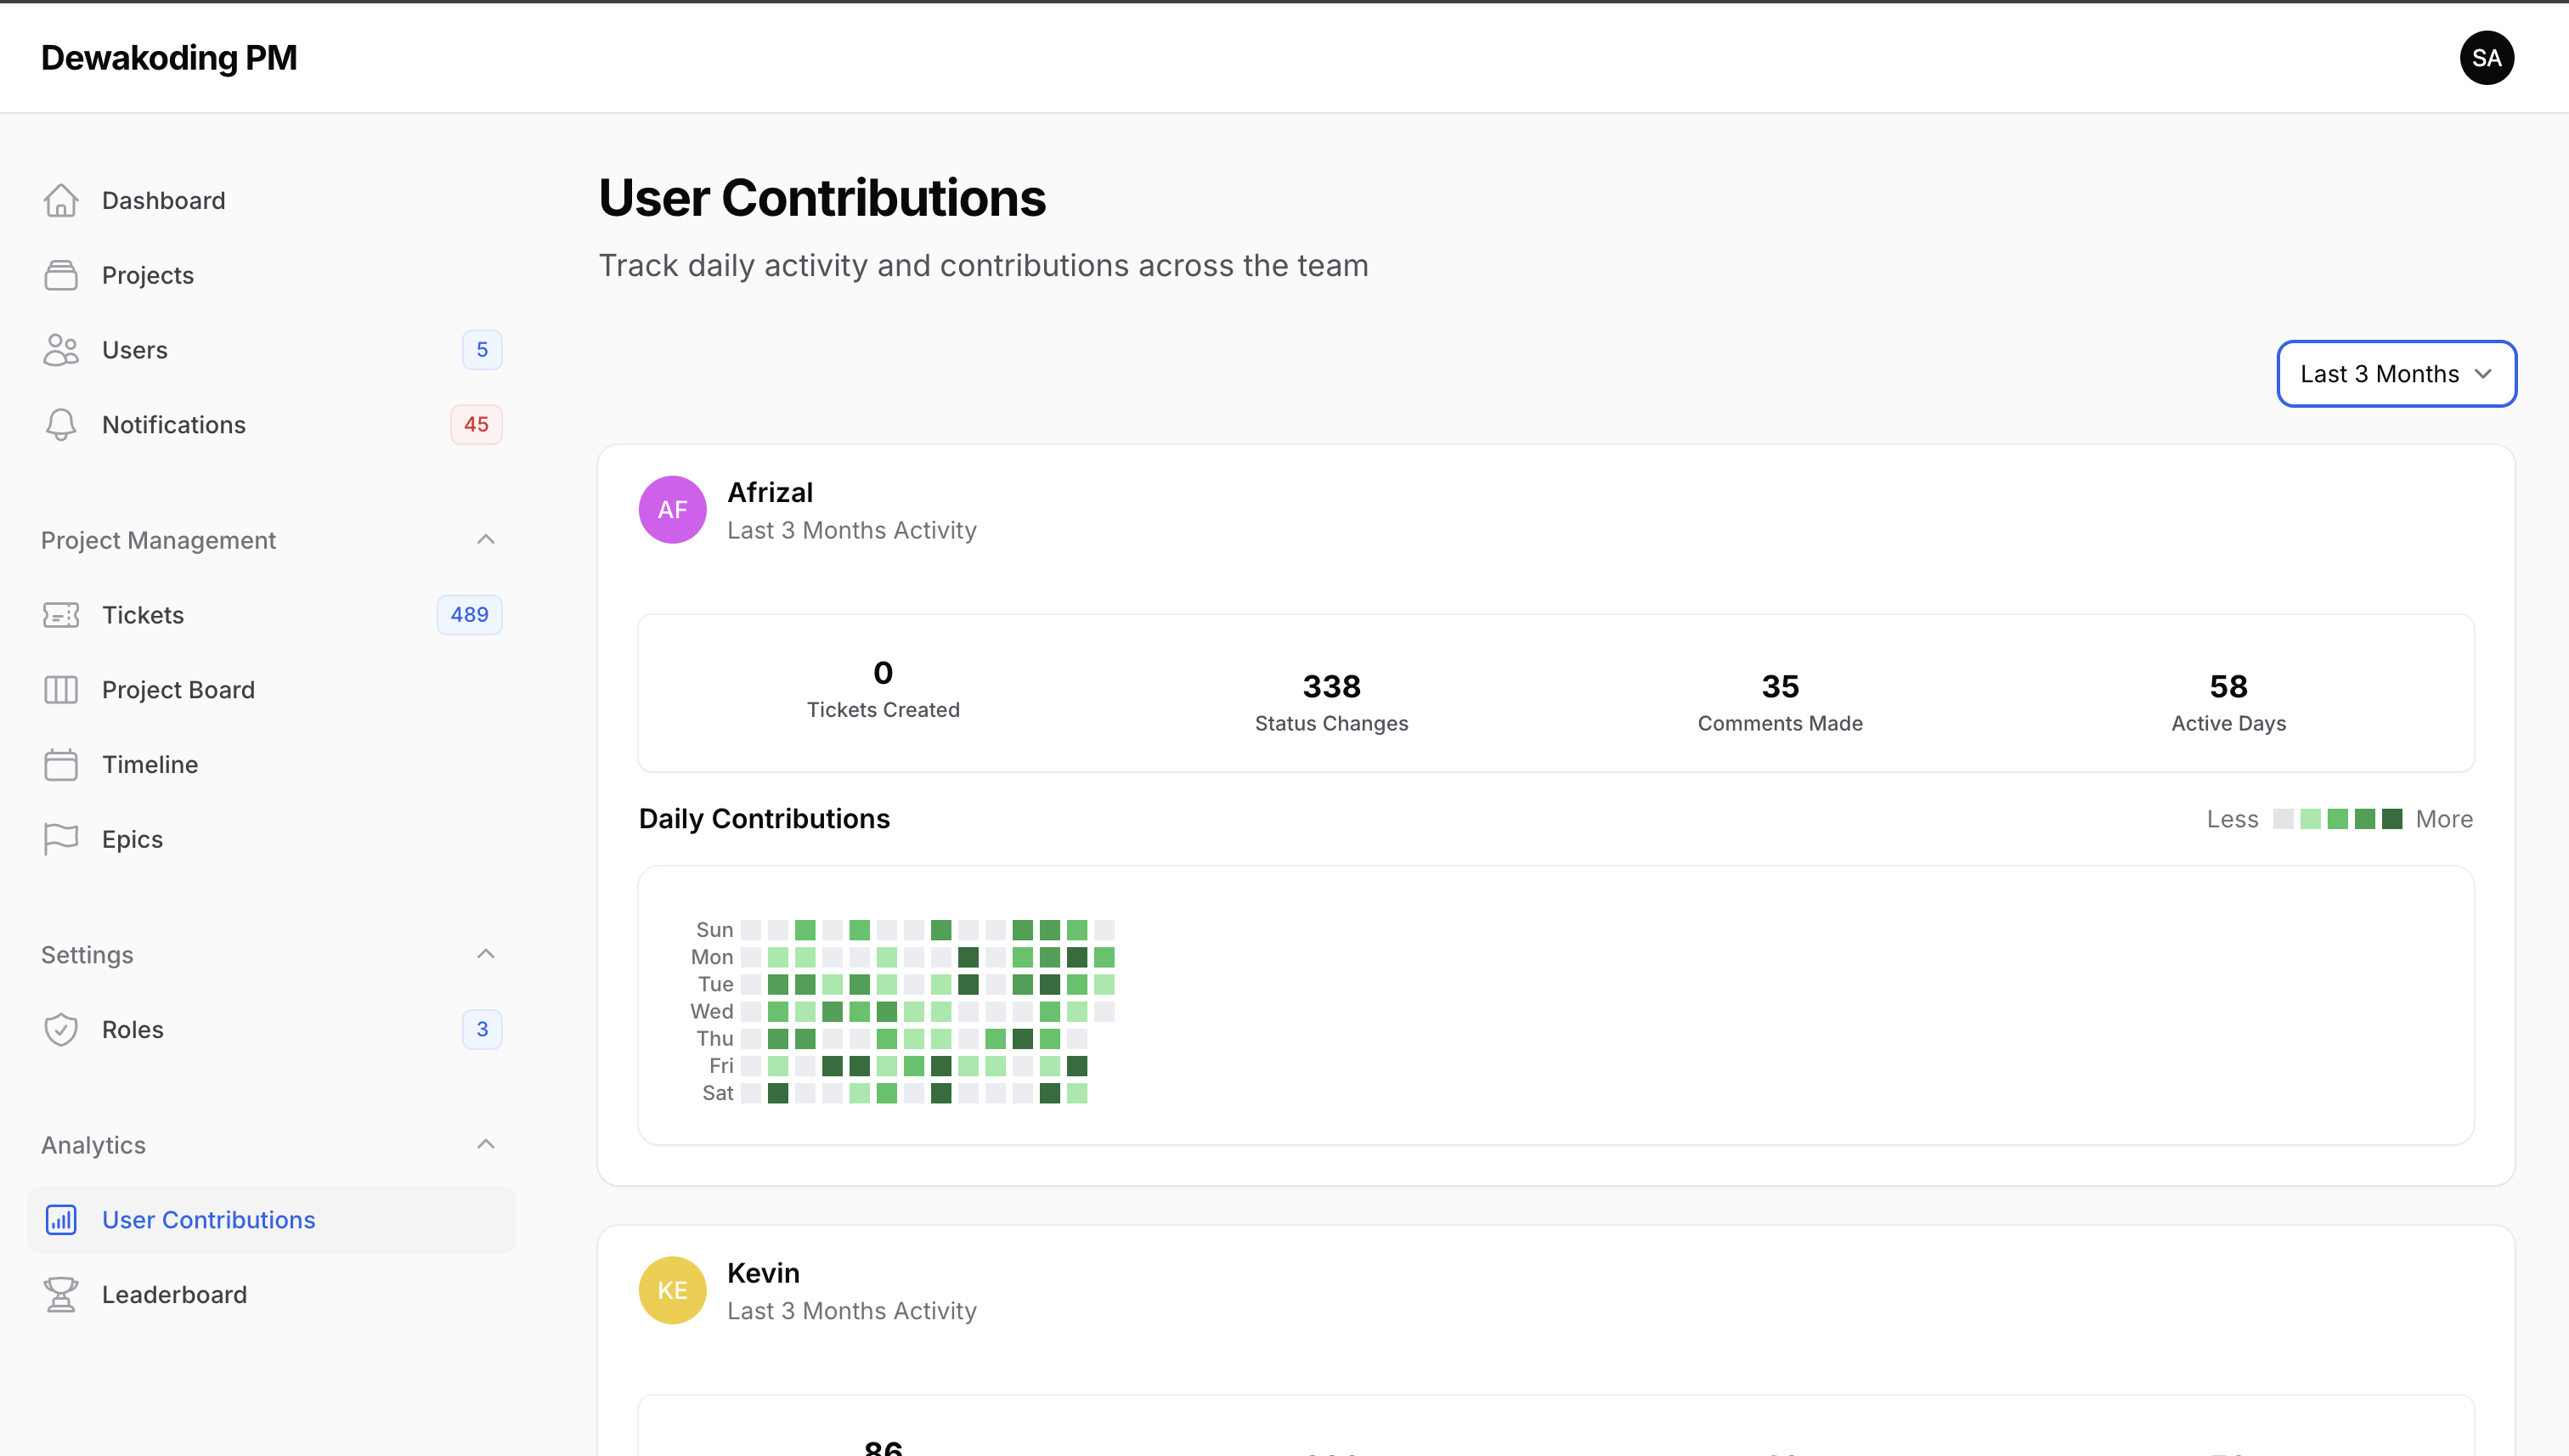 Dewakoding PM
SA
Dashboard
Projects
Users 5
Notifications 45
Project Management
Tickets 489
Project Board
Timeline
Epics
Settings
Roles 3
Analytics
User Contributions
Leaderboard
User Contributions
Track daily activity and contributions across the team
Last 3 Months
AF
Afrizal
Last 3 Months Activity
0
Tickets Created
338
Status Changes
35
Comments Made
58
Active Days
Daily Contributions
Less More
Sun
Mon
Tue
Wed
Thu
Fri
Sat
KE
Kevin
Last 3 Months Activity
86